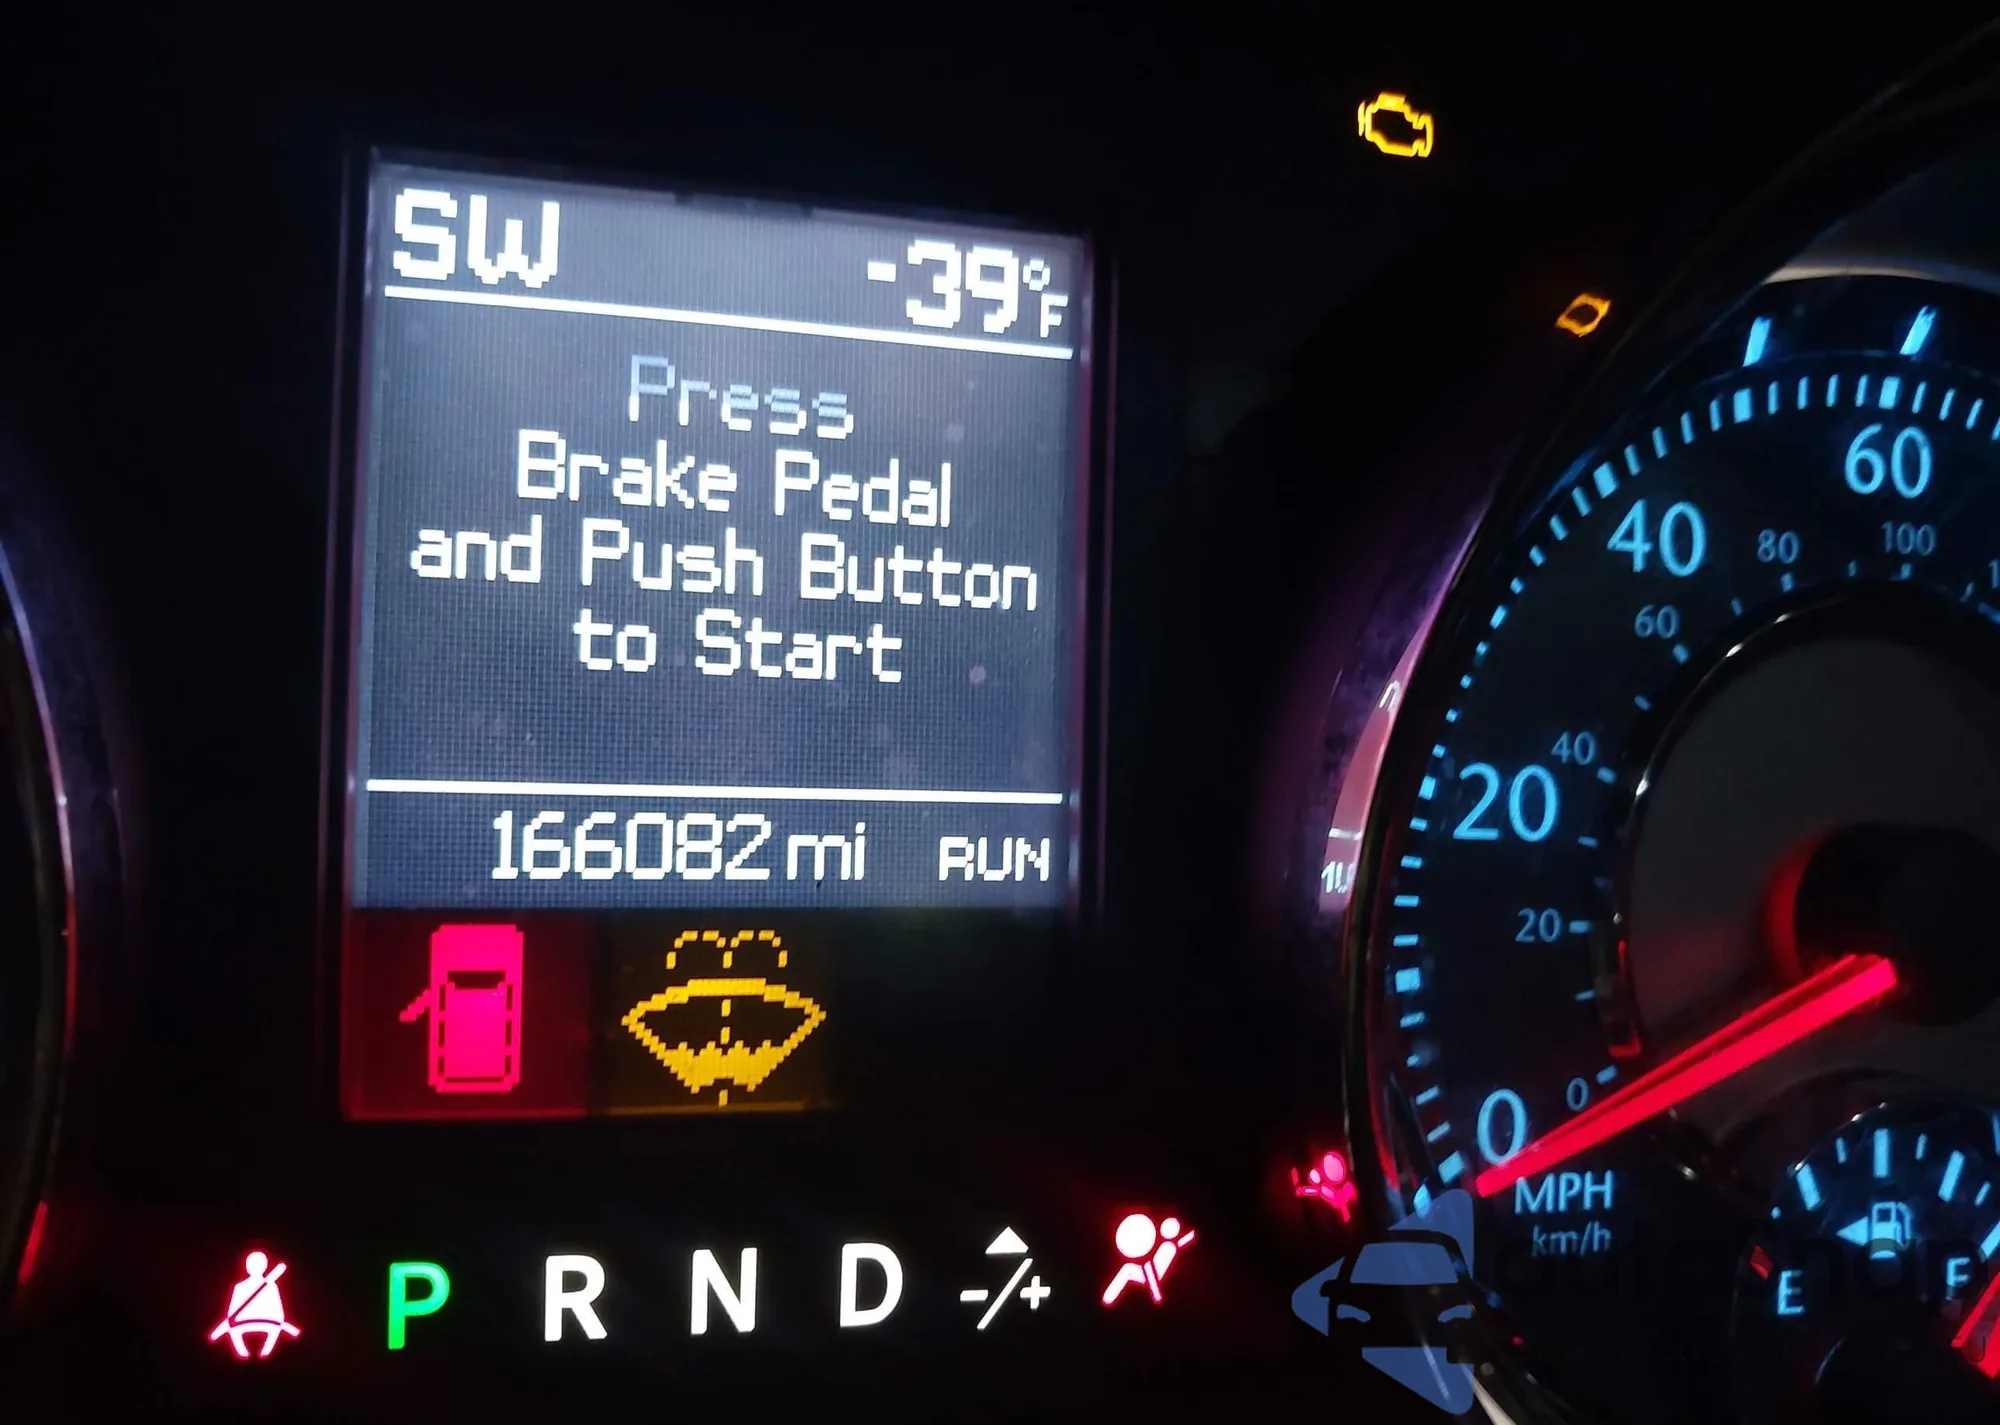 SW -39°F
Press
Brake Pedal
and Push Button
to Start
166082 mi RUN
P R N D -/+
60
40
80 100
60
40
20
20
0
0
MPH
km/h
E F